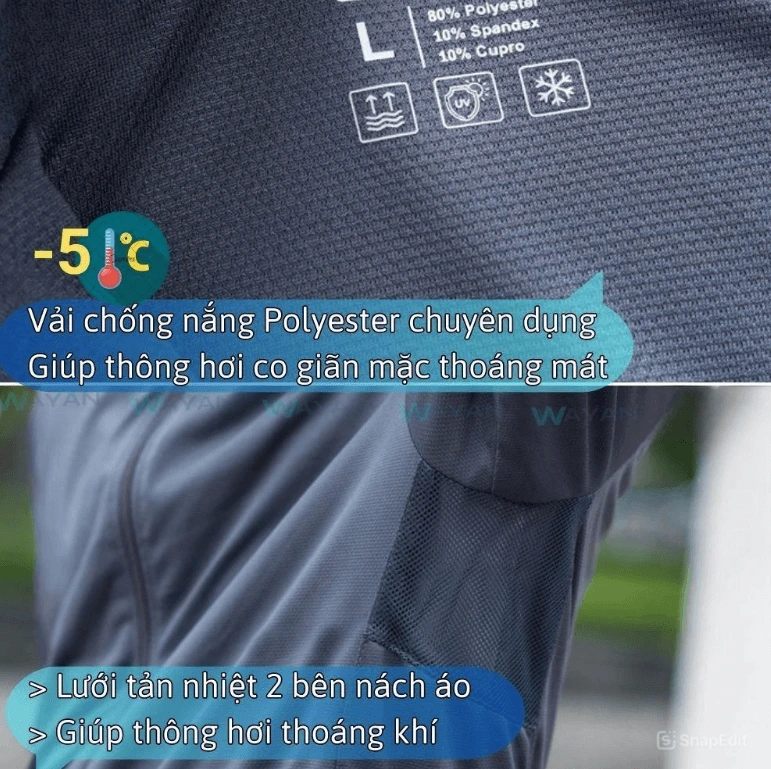 80% Polyester
L
10% Spandex
10% Cupro
UV
-5°C
Vải chống nắng Polyester chuyên dụng
Giúp thông hơi co giãn mặc thoáng mát
WAYAN WAYAN WAYAN WAYAN WAYAN
> Lưới tản nhiệt 2 bên nách áo
> Giúp thông hơi thoáng khí
SnapEdit